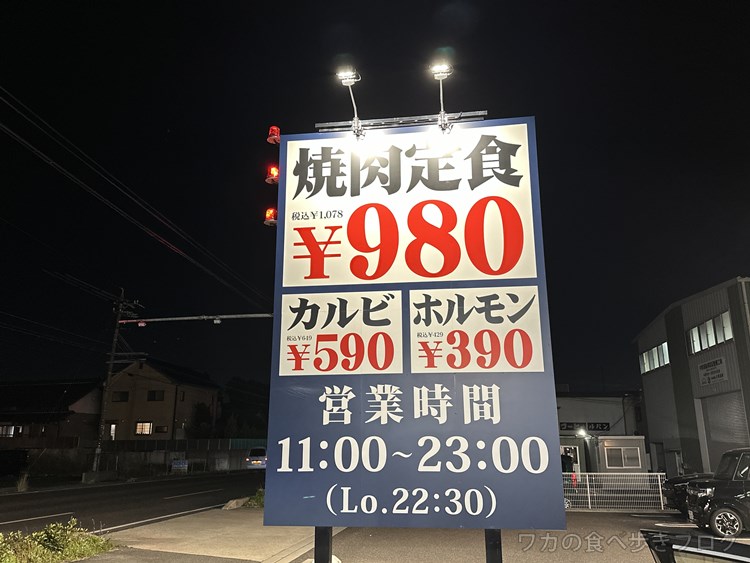 焼肉定食
税込¥1,078
¥980
カルビ
税込¥649
¥590
ホルモン
税込¥429
¥390
営業時間
11:00~23:00
(Lo.22:30)
ワカの食べ歩きブログ